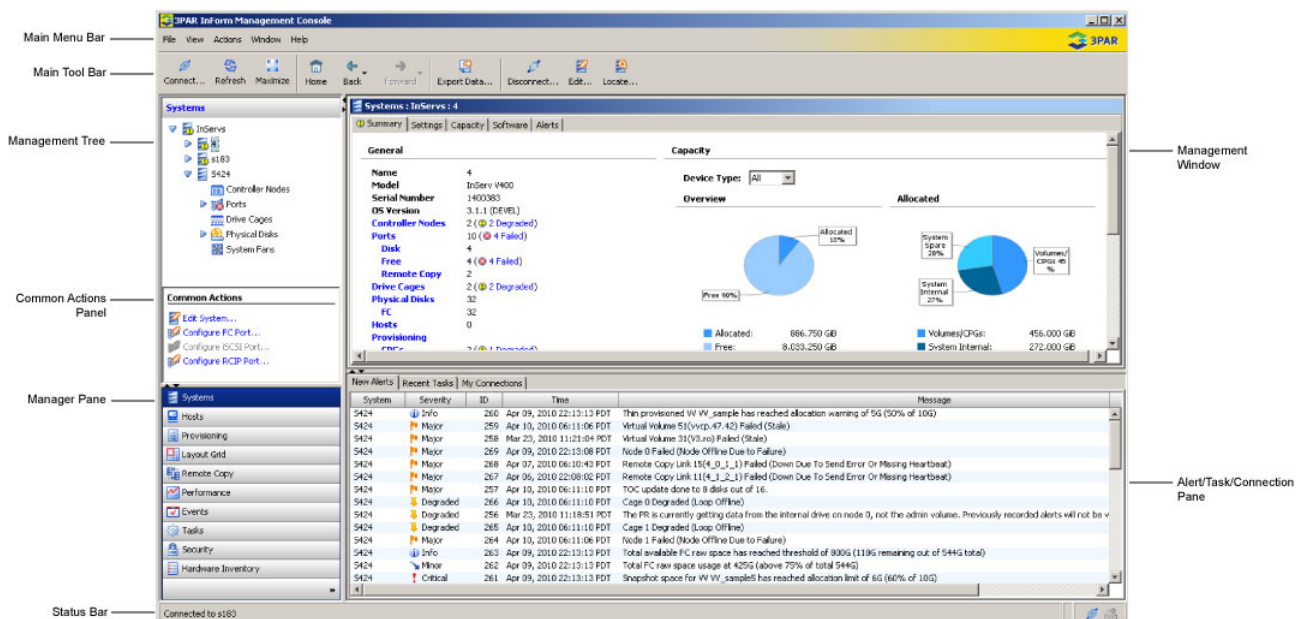 3PAR InForm Management Console
Main Menu Bar
File View Actions Window Help
3PAR
Main Tool Bar
Connect... Refresh Maximize Home Back Forward Export Data... Disconnect... Edit... Locate...
Systems
Management Tree
InServs
4
s183
S424
Controller Nodes
Ports
Drive Cages
Physical Disks
System Fans
Common Actions Panel
Common Actions
Edit System...
Configure FC Port...
Configure iSCSI Port...
Configure RCIP Port...
Manager Pane
Systems
Hosts
Provisioning
Layout Grid
Remote Copy
Performance
Events
Tasks
Security
Hardware Inventory
Status Bar
Connected to s183
Systems : InServs : 4
Summary Settings Capacity Software Alerts
General
Name 4
Model InServ V400
Serial Number 1400383
OS Version 3.1.1 (DEVEL)
Controller Nodes 2 ( 2 Degraded)
Ports 10 ( 4 Failed)
Disk 4
Free 4 ( 4 Failed)
Remote Copy 2
Drive Cages 2 ( 2 Degraded)
Physical Disks 32
FC 32
Hosts 0
Provisioning
CPGs 2 ( 1 Degraded)
Capacity
Device Type: All
Overview
Allocated 10%
Free 90%
Allocated: 886.750 GiB
Free: 8,033.250 GiB
Allocated
System Spare 28%
Volumes/CPGs 45 %
System Internal 27%
Volumes/CPGs: 456.000 GiB
System Internal: 272.000 GiB
Management Window
New Alerts Recent Tasks My Connections
System Severity ID Time Message
S424 Info 260 Apr 09, 2010 22:13:13 PDT Thin provisioned VV VV_sample has reached allocation warning of 5G (50% of 10G)
S424 Major 259 Apr 10, 2010 06:11:06 PDT Virtual Volume 51(vvcp.47.42) Failed (Stale)
S424 Major 258 Mar 23, 2010 11:21:04 PDT Virtual Volume 31(V3.ro) Failed (Stale)
S424 Major 269 Apr 09, 2010 22:13:08 PDT Node 0 Failed (Node Offline Due to Failure)
S424 Major 268 Apr 07, 2010 06:10:43 PDT Remote Copy Link 15(4_0_1_1) Failed (Down Due To Send Error Or Missing Heartbeat)
S424 Major 267 Apr 06, 2010 22:08:02 PDT Remote Copy Link 11(4_1_2_1) Failed (Down Due To Send Error Or Missing Heartbeat)
S424 Major 257 Apr 10, 2010 06:11:10 PDT TOC update done to 8 disks out of 16.
S424 Degraded 266 Apr 10, 2010 06:11:10 PDT Cage 0 Degraded (Loop Offline)
S424 Degraded 256 Mar 23, 2010 11:18:51 PDT The PR is currently getting data from the internal drive on node 0, not the admin volume. Previously recorded alerts will not be v
S424 Degraded 265 Apr 10, 2010 06:11:10 PDT Cage 1 Degraded (Loop Offline)
S424 Major 264 Apr 10, 2010 06:11:06 PDT Node 1 Failed (Node Offline Due to Failure)
S424 Info 263 Apr 09, 2010 22:13:13 PDT Total available FC raw space has reached threshold of 800G (118G remaining out of 544G total)
S424 Minor 262 Apr 09, 2010 22:13:13 PDT Total FC raw space usage at 425G (above 75% of total 544G)
S424 Critical 261 Apr 09, 2010 22:13:13 PDT Snapshot space for VV VV_sample5 has reached allocation limit of 6G (60% of 10G)
Alert/Task/Connection Pane